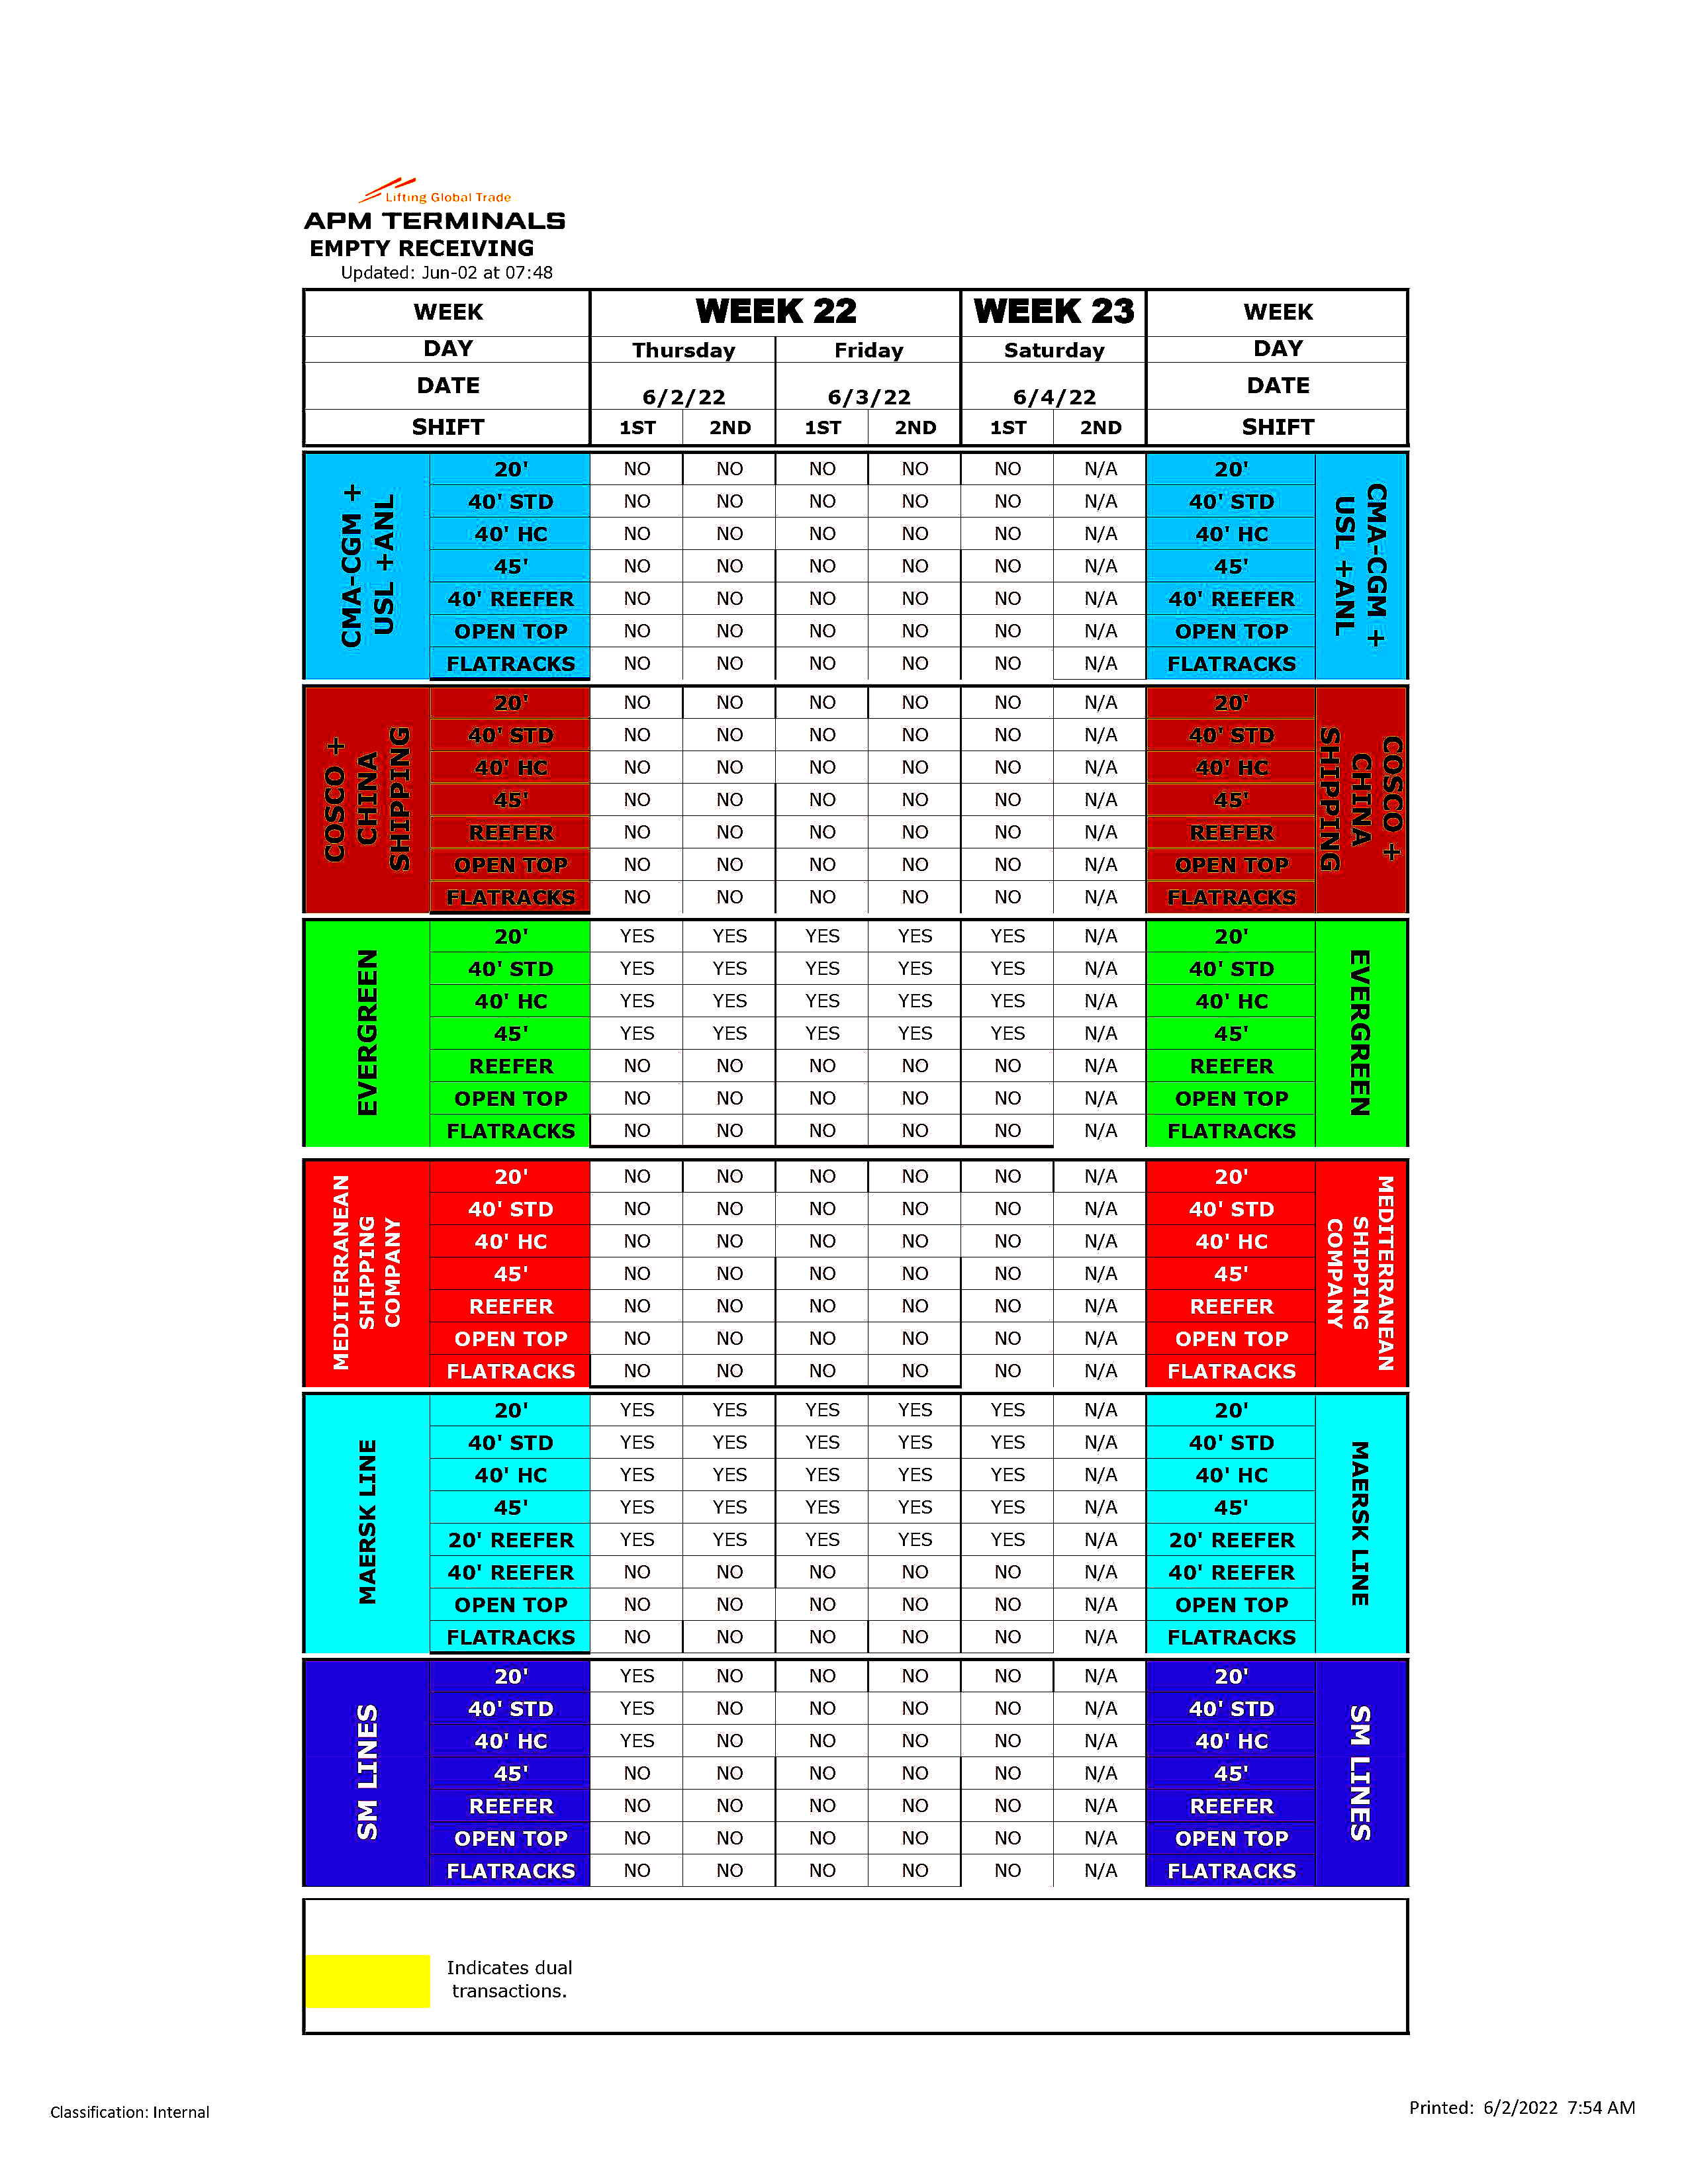 Lifting Global Trade
APM TERMINALS
EMPTY RECEIVING
Updated: Jun-02 at 07:48
WEEK WEEK 22 WEEK 23 WEEK
DAY Thursday Friday Saturday DAY
DATE 6/2/22 6/3/22 6/4/22 DATE
SHIFT 1ST 2ND 1ST 2ND 1ST 2ND SHIFT
CMA-CGM +
USL +ANL
20' NO NO NO NO NO N/A 20'
40' STD NO NO NO NO NO N/A 40' STD
40' HC NO NO NO NO NO N/A 40' HC
45' NO NO NO NO NO N/A 45'
40' REEFER NO NO NO NO NO N/A 40' REEFER
OPEN TOP NO NO NO NO NO N/A OPEN TOP
FLATRACKS NO NO NO NO NO N/A FLATRACKS
CMA-CGM +
USL +ANL
COSCO +
CHINA
SHIPPING
20' NO NO NO NO NO N/A 20'
40' STD NO NO NO NO NO N/A 40' STD
40' HC NO NO NO NO NO N/A 40' HC
45' NO NO NO NO NO N/A 45'
REEFER NO NO NO NO NO N/A REEFER
OPEN TOP NO NO NO NO NO N/A OPEN TOP
FLATRACKS NO NO NO NO NO N/A FLATRACKS
COSCO +
CHINA
SHIPPING
EVERGREEN
20' YES YES YES YES YES N/A 20'
40' STD YES YES YES YES YES N/A 40' STD
40' HC YES YES YES YES YES N/A 40' HC
45' YES YES YES YES YES N/A 45'
REEFER NO NO NO NO NO N/A REEFER
OPEN TOP NO NO NO NO NO N/A OPEN TOP
FLATRACKS NO NO NO NO NO N/A FLATRACKS
EVERGREEN
MEDITERRANEAN
SHIPPING
COMPANY
20' NO NO NO NO NO N/A 20'
40' STD NO NO NO NO NO N/A 40' STD
40' HC NO NO NO NO NO N/A 40' HC
45' NO NO NO NO NO N/A 45'
REEFER NO NO NO NO NO N/A REEFER
OPEN TOP NO NO NO NO NO N/A OPEN TOP
FLATRACKS NO NO NO NO NO N/A FLATRACKS
MEDITERRANEAN
SHIPPING
COMPANY
MAERSK LINE
20' YES YES YES YES YES N/A 20'
40' STD YES YES YES YES YES N/A 40' STD
40' HC YES YES YES YES YES N/A 40' HC
45' YES YES YES YES YES N/A 45'
20' REEFER YES YES YES YES YES N/A 20' REEFER
40' REEFER NO NO NO NO NO N/A 40' REEFER
OPEN TOP NO NO NO NO NO N/A OPEN TOP
FLATRACKS NO NO NO NO NO N/A FLATRACKS
MAERSK LINE
SM LINES
20' YES NO NO NO NO N/A 20'
40' STD YES NO NO NO NO N/A 40' STD
40' HC YES NO NO NO NO N/A 40' HC
45' NO NO NO NO NO N/A 45'
REEFER NO NO NO NO NO N/A REEFER
OPEN TOP NO NO NO NO NO N/A OPEN TOP
FLATRACKS NO NO NO NO NO N/A FLATRACKS
SM LINES
Indicates dual
transactions.
Classification: Internal
Printed: 6/2/2022 7:54 AM